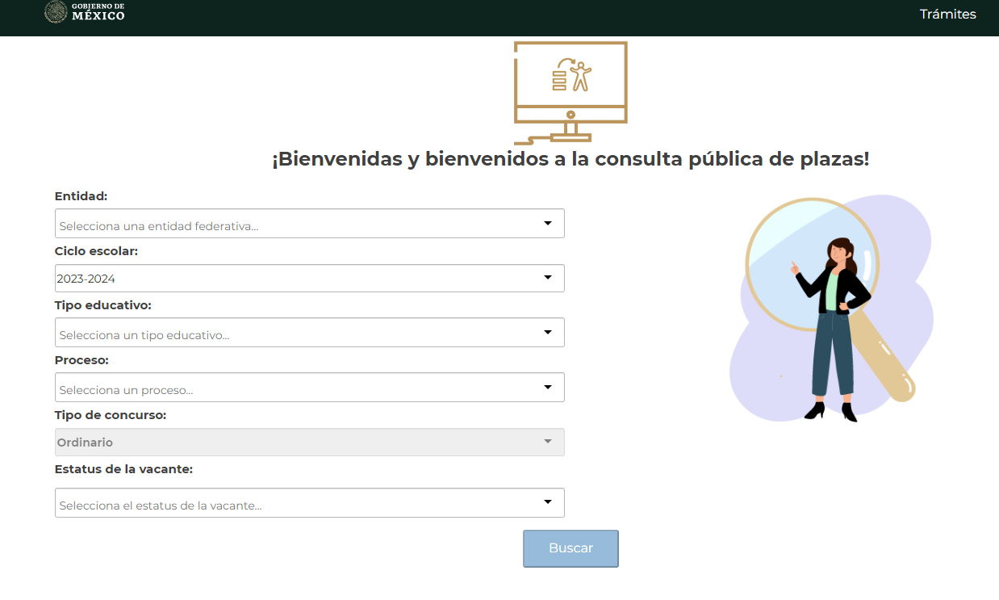 GOBIERNO DE
MÉXICO
Trámites
¡Bienvenidas y bienvenidos a la consulta pública de plazas!
Entidad:
Selecciona una entidad federativa...
Ciclo escolar:
2023-2024
Tipo educativo:
Selecciona un tipo educativo...
Proceso:
Selecciona un proceso...
Tipo de concurso:
Ordinario
Estatus de la vacante:
Selecciona el estatus de la vacante...
Buscar